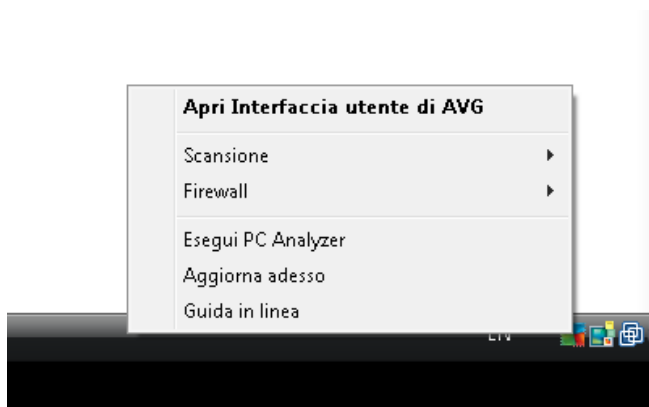 Apri Interfaccia utente di AVG
Scansione
Firewall
Esegui PC Analyzer
Aggiorna adesso
Guida in linea